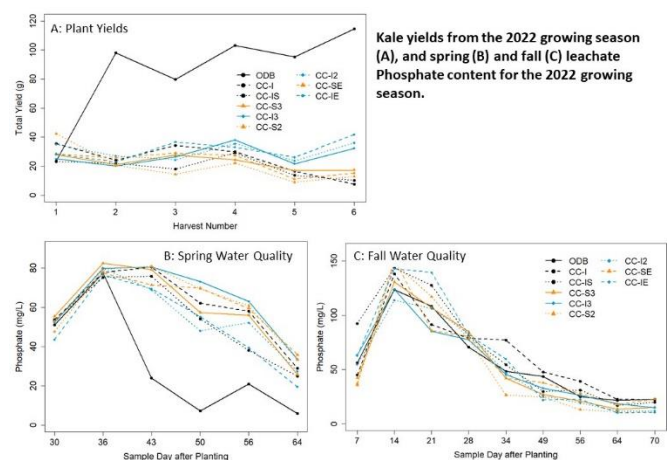 A: Plant Yields
Kale yields from the 2022 growing season
(A), and spring (B) and fall (C) leachate
Phosphate content for the 2022 growing
season.
Total Yield (g)
120
100
80
60
40
20
0
ODB
CC-I
CC-IS
CC-S3
CC-I3
CC-S2
CC-I2
CC-SE
CC-IE
1 2 3 4 5 6
Harvest Number
B: Spring Water Quality
Phosphate (mg/L)
80
60
40
20
0
30 36 43 50 56 64
Sample Day after Planting
C: Fall Water Quality
Phosphate (mg/L)
150
100
50
0
ODB
CC-I
CC-IS
CC-S3
CC-I3
CC-S2
CC-I2
CC-SE
CC-IE
7 14 21 28 34 49 56 64 70
Sample Day after Planting